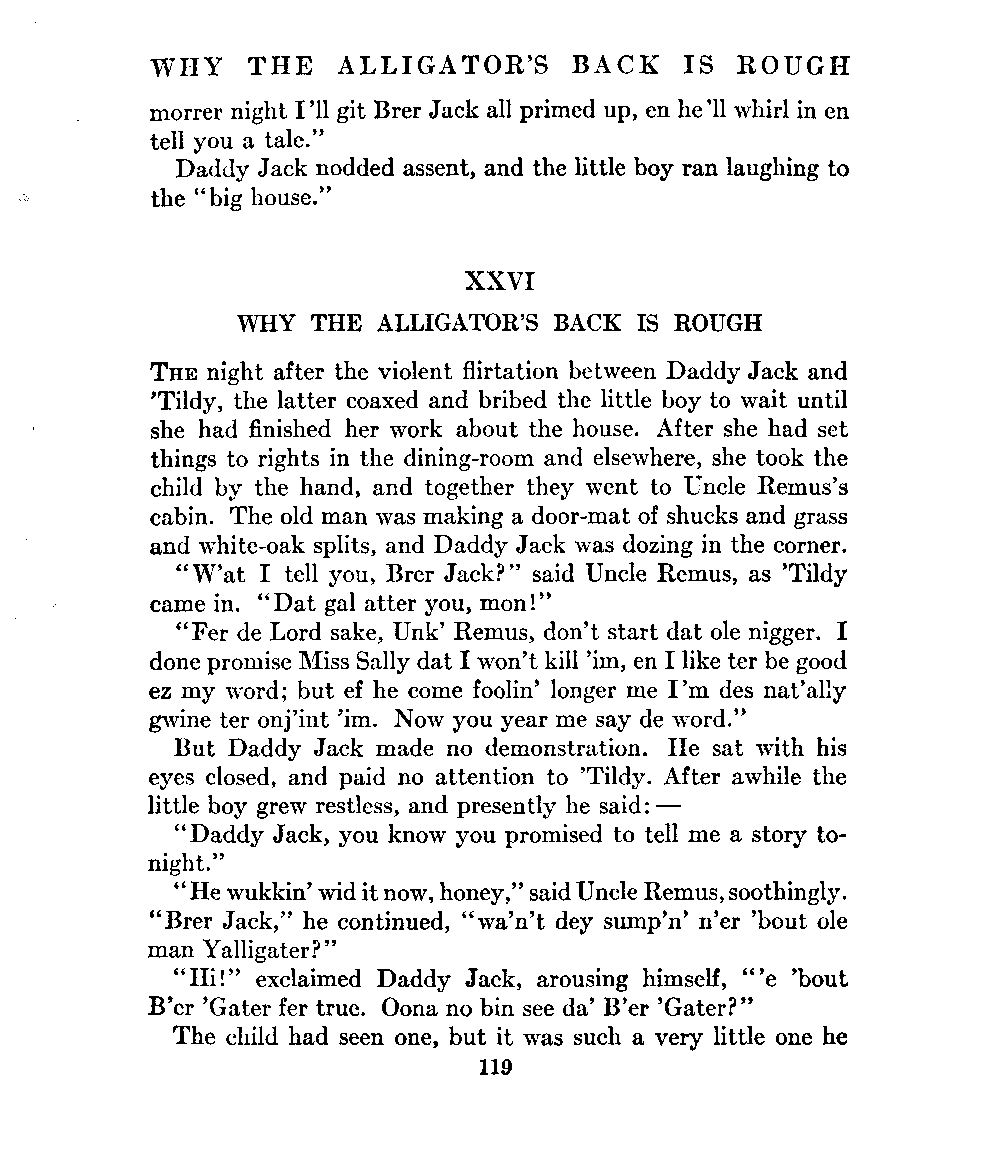 WHY THE ALLIGATOR'S BACK IS ROUGH
morrer night I'll git Brer Jack all primed up, en he'll whirl in en
tell you a tale."
Daddy Jack nodded assent, and the little boy ran laughing to
the "big house."
XXVI
WHY THE ALLIGATOR'S BACK IS ROUGH
THE night after the violent flirtation between Daddy Jack and
'Tildy, the latter coaxed and bribed the little boy to wait until
she had finished her work about the house. After she had set
things to rights in the dining-room and elsewhere, she took the
child by the hand, and together they went to Uncle Remus's
cabin. The old man was making a door-mat of shucks and grass
and white-oak splits, and Daddy Jack was dozing in the corner.
"W'at I tell you, Brer Jack?" said Uncle Remus, as 'Tildy
came in. "Dat gal atter you, mon!"
"Fer de Lord sake, Unk' Remus, don't start dat ole nigger. I
done promise Miss Sally dat I won't kill 'im, en I like ter be good
ez my word; but ef he come foolin' longer me I'm des nat'ally
gwine ter onj'int 'im. Now you year me say de word."
But Daddy Jack made no demonstration. He sat with his
eyes closed, and paid no attention to 'Tildy. After awhile the
little boy grew restless, and presently he said: —
"Daddy Jack, you know you promised to tell me a story to-
night."
"He wukkin' wid it now, honey," said Uncle Remus, soothingly.
"Brer Jack," he continued, "wa'n't dey sump'n' n'er 'bout ole
man Yalligater?"
"Hi!" exclaimed Daddy Jack, arousing himself, "'e 'bout
B'er 'Gater fer true. Oona no bin see da' B'er 'Gater?"
The child had seen one, but it was such a very little one he
119